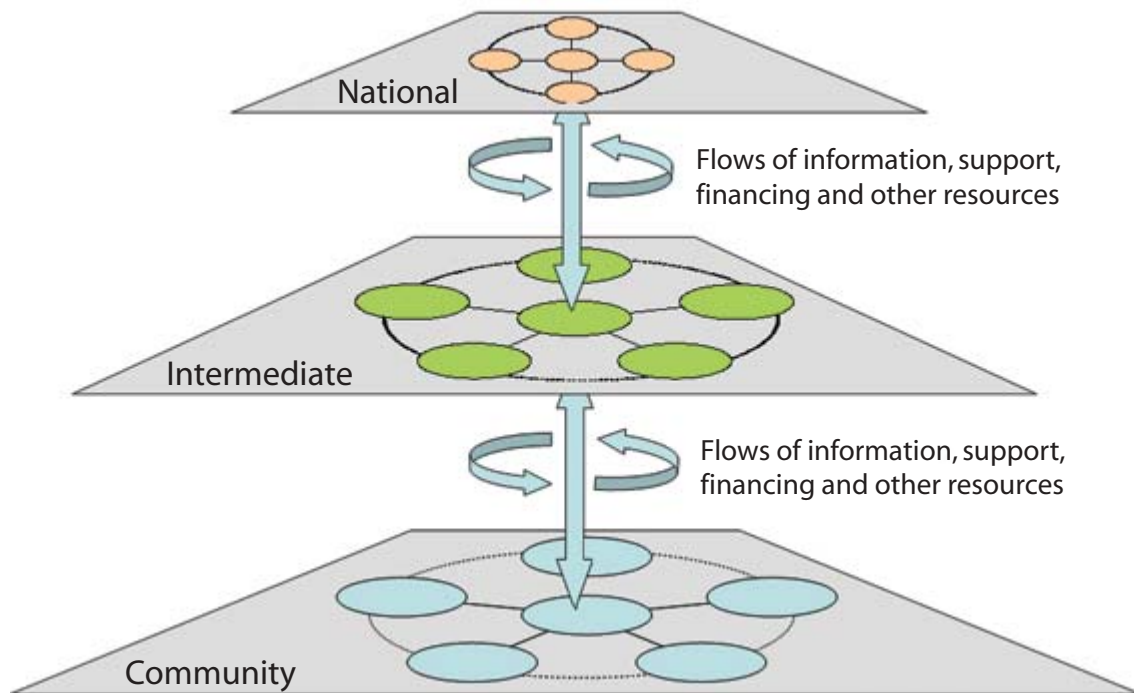 National
Flows of information, support,
financing and other resources
Intermediate
Flows of information, support,
financing and other resources
Community